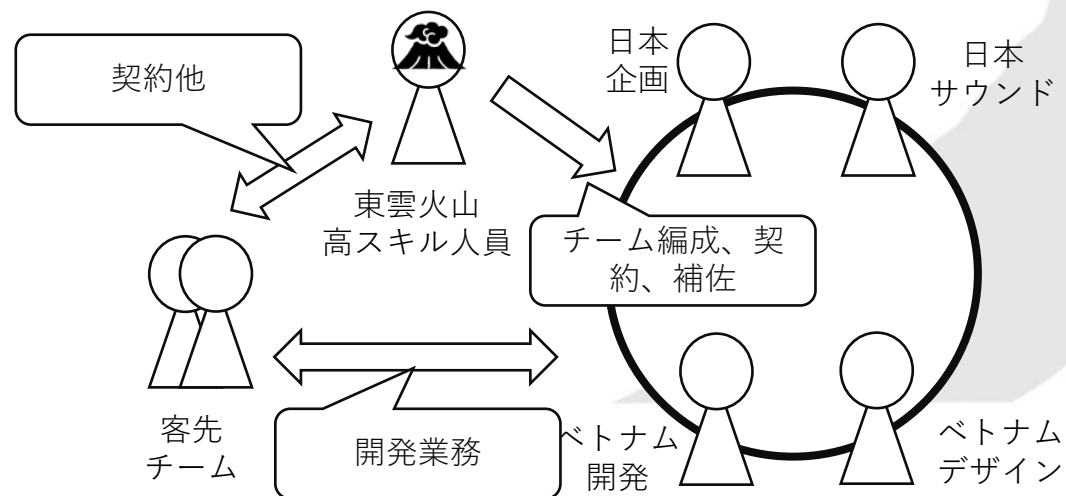 契約他
東雲火山
高スキル人員
日本
企画
日本
サウンド
チーム編成、契
約、補佐
客先
チーム
開発業務
ベトナム
開発
ベトナム
デザイン